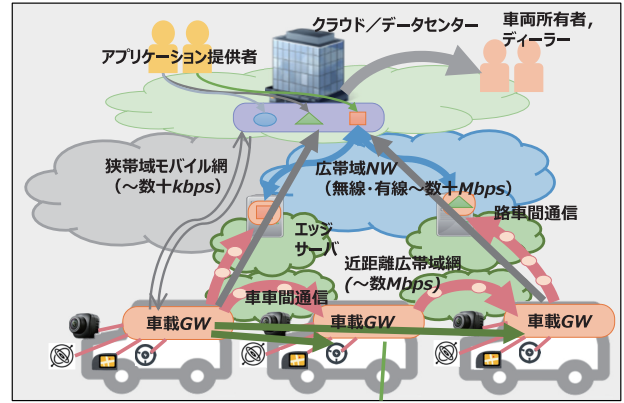 クラウド／データセンター
車両所有者,
ディーラー
アプリケーション提供者
狭帯域モバイル網
（～数十kbps）
広帯域NW
（無線・有線～数十Mbps）
路車間通信
エッジ
サーバ
近距離広帯域網
（～数Mbps）
車車間通信
車載GW
車載GW
車載GW